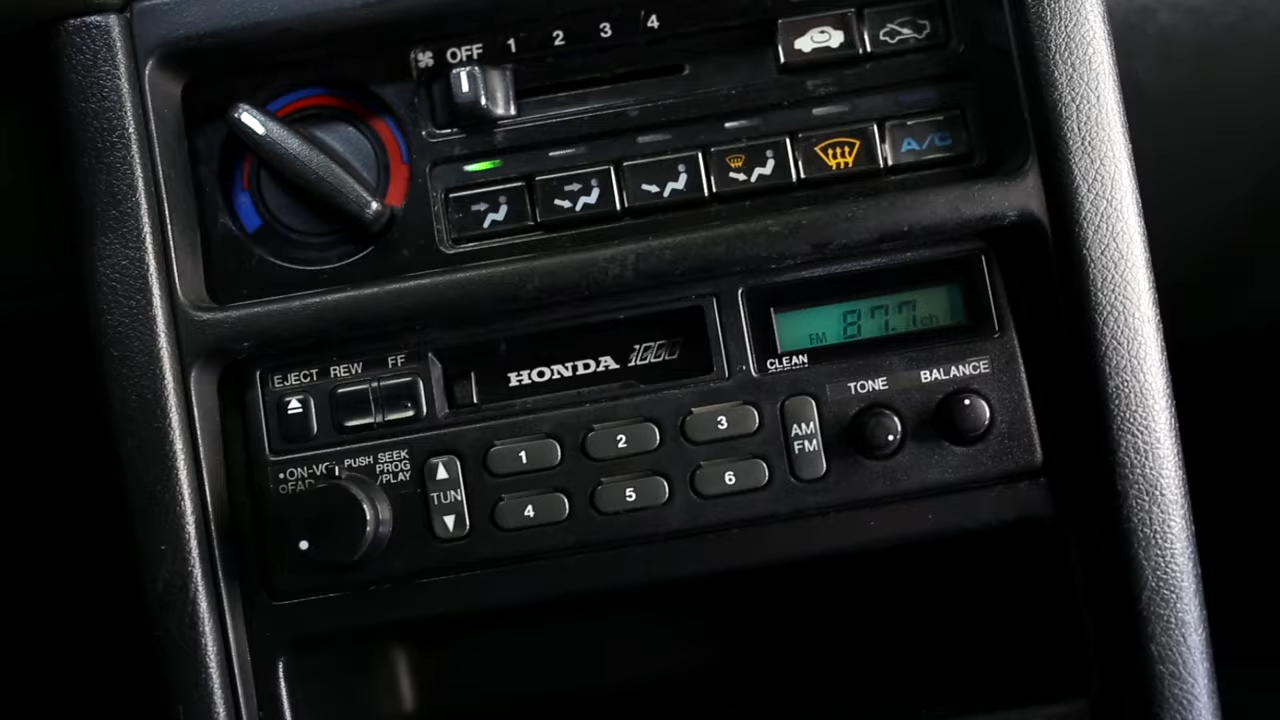 OFF 1 2 3 4
A/C
EJECT REW FF
HONDA
FM 87.7 ch
CLEAN
TONE BALANCE
PUSH SEEK
PROG
/PLAY
TUN
1 2 3
4 5 6
AM
FM